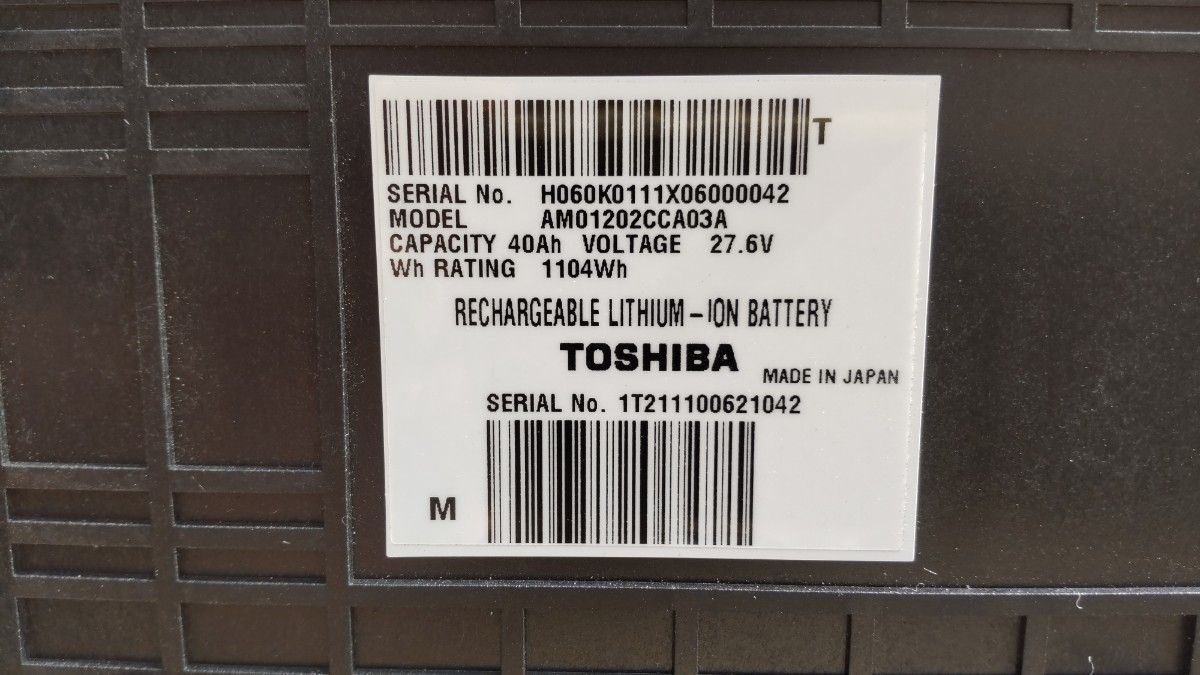 T
SERIAL No. H060K0111X06000042
MODEL AM01202CCA03A
CAPACITY 40Ah VOLTAGE 27.6V
Wh RATING 1104Wh
RECHARGEABLE LITHIUM-ION BATTERY
TOSHIBA
MADE IN JAPAN
SERIAL No. 1T211100621042
M